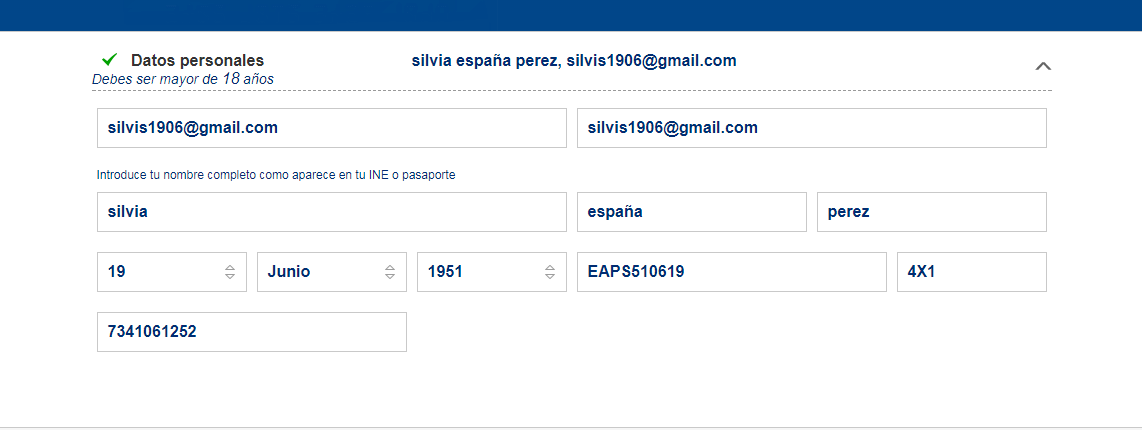 Datos personales silvia españa perez, silvis1906@gmail.com
Debes ser mayor de 18 años
silvis1906@gmail.com silvis1906@gmail.com
Introduce tu nombre completo como aparece en tu INE o pasaporte
silvia españa perez
19 Junio 1951 EAPS510619 4X1
7341061252